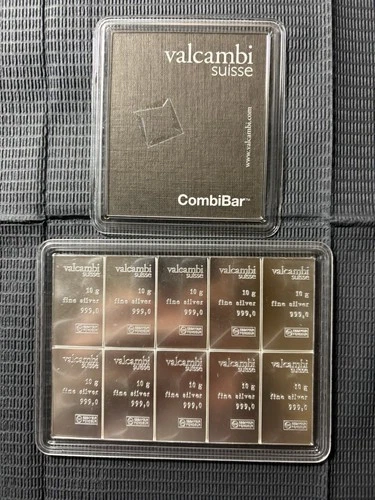 valcambi
suisse
www.valcambi.com
CombiBar™
valcambi
suisse
10 g
fine silver
999,0
valcambi
suisse
10 g
fine silver
999,0
valcambi
suisse
10 g
fine silver
999,0
valcambi
suisse
10 g
fine silver
999,0
valcambi
suisse
10 g
fine silver
999,0
valcambi
suisse
10 g
fine silver
999,0
valcambi
suisse
10 g
fine silver
999,0
valcambi
suisse
10 g
fine silver
999,0
valcambi
suisse
10 g
fine silver
999,0
valcambi
suisse
10 g
fine silver
999,0